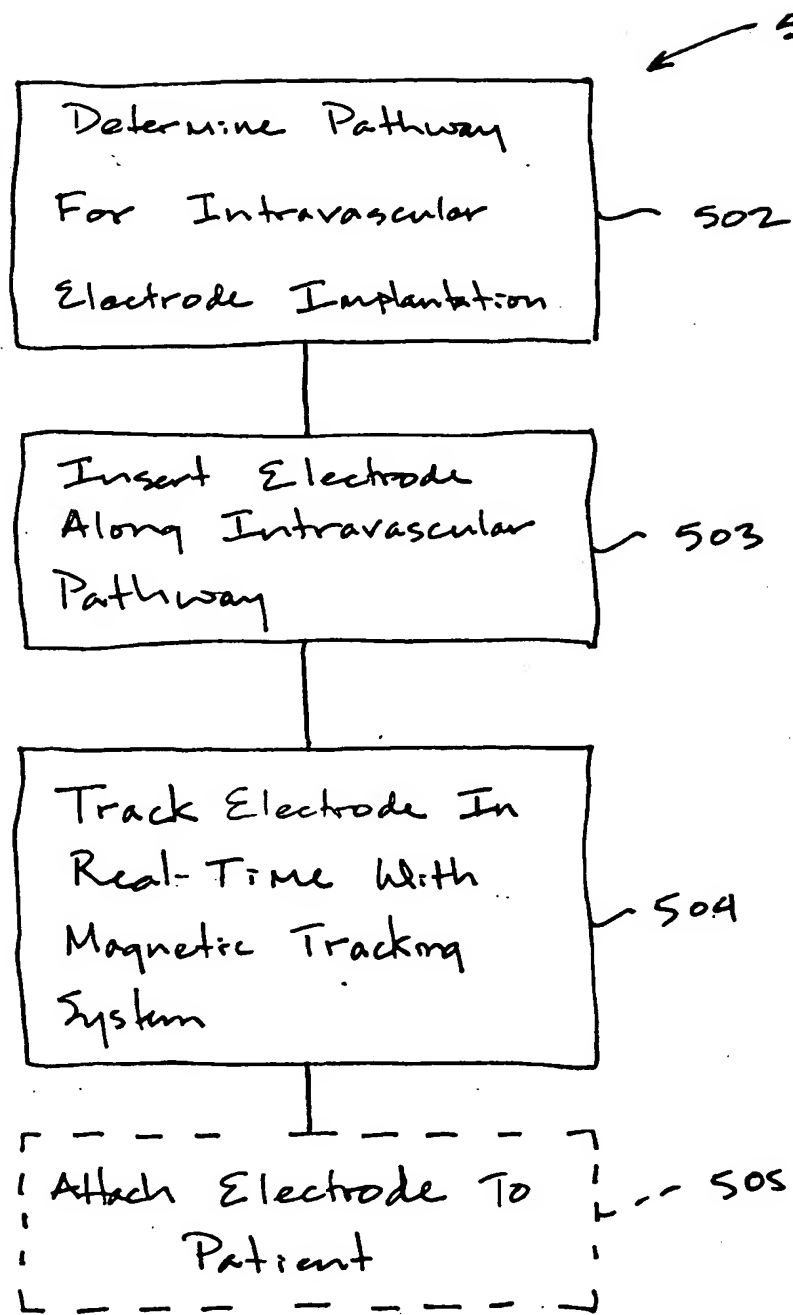 Determine Pathway
For Intravascular
Electrode Implantation
502
Insert Electrode
Along Intravascular
Pathway
503
Track Electrode In
Real-Time With
Magnetic Tracking
System
504
Attach Electrode To
Patient
505